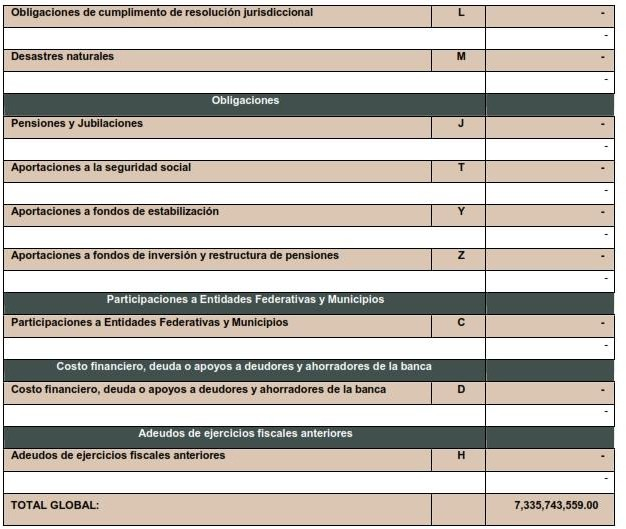 Obligaciones de cumplimento de resolución jurisdiccional L -
-
Desastres naturales M -
-
Obligaciones
Pensiones y Jubilaciones J -
-
Aportaciones a la seguridad social T -
-
Aportaciones a fondos de estabilización Y -
-
Aportaciones a fondos de inversión y restructura de pensiones Z -
-
Participaciones a Entidades Federativas y Municipios
Participaciones a Entidades Federativas y Municipios C -
-
Costo financiero, deuda o apoyos a deudores y ahorradores de la banca
Costo financiero, deuda o apoyos a deudores y ahorradores de la banca D -
-
Adeudos de ejercicios fiscales anteriores
Adeudos de ejercicios fiscales anteriores H -
-
TOTAL GLOBAL: 7,335,743,559.00